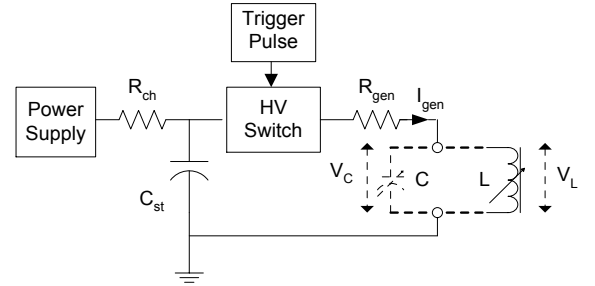 Trigger
Pulse
Power
Supply
R_ch
HV
Switch
R_gen
I_gen
C_st
V_C
C
L
V_L